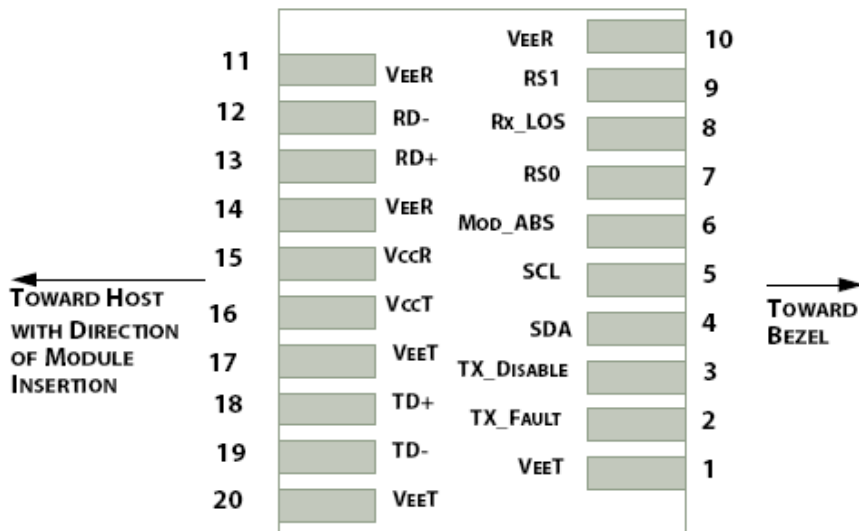 11 VEER
12 RD-
13 RD+
14 VEER
15 VccR
16 VccT
17 VEET
18 TD+
19 TD-
20 VEET
VEER 10
RS1 9
Rx_LOS 8
RS0 7
MOD_ABS 6
SCL 5
SDA 4
TX_DISABLE 3
TX_FAULT 2
VEET 1
TOWARD HOST
WITH DIRECTION
OF MODULE
INSERTION
TOWARD
BEZEL